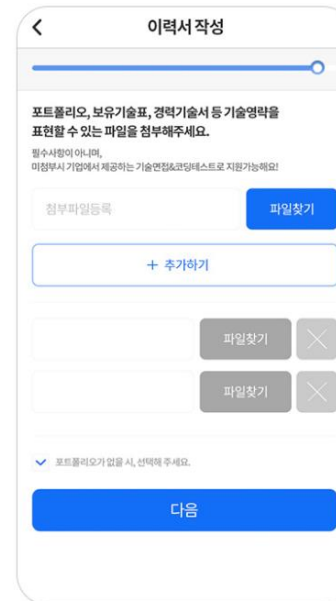 이력서 작성
포트폴리오, 보유기술표, 경력기술서 등 기술영략을
표현할 수 있는 파일을 첨부해주세요.
필수사항이 아니며,
미첨부시 기업에서 제공하는 기술면접&코딩테스트로 지원가능해요!
첨부파일등록
파일찾기
+ 추가하기
파일찾기
파일찾기
포트폴리오가 없을 시, 선택해 주세요.
다음